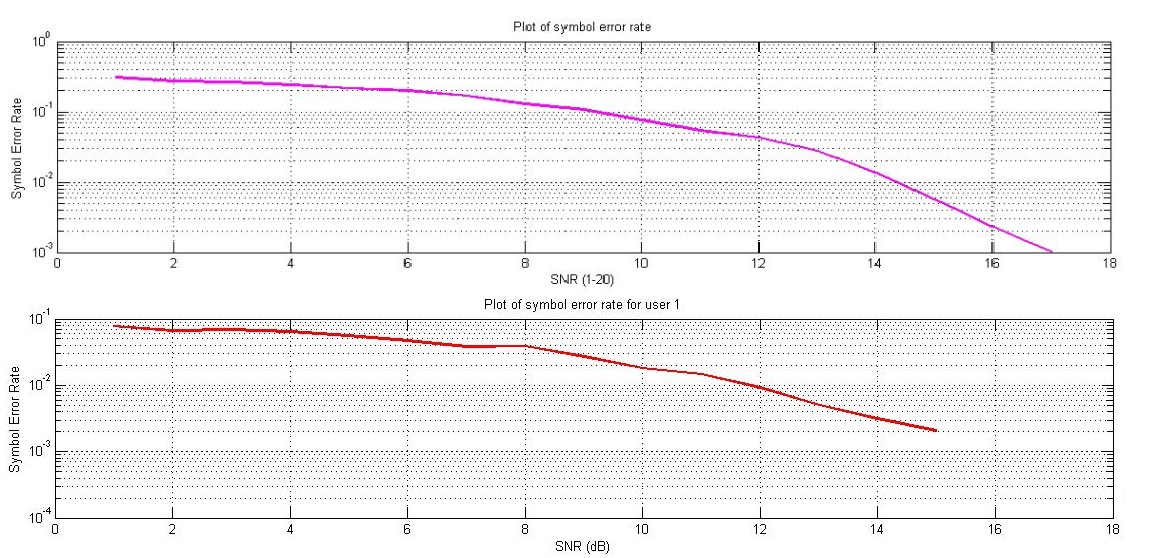 Plot of symbol error rate
10^0
10^-1
10^-2
10^-3
Symbol Error Rate
0 2 4 6 8 10 12 14 16 18
SNR (1-20)
Plot of symbol error rate for user 1
10^-1
10^-2
10^-3
10^-4
Symbol Error Rate
0 2 4 6 8 10 12 14 16 18
SNR (dB)